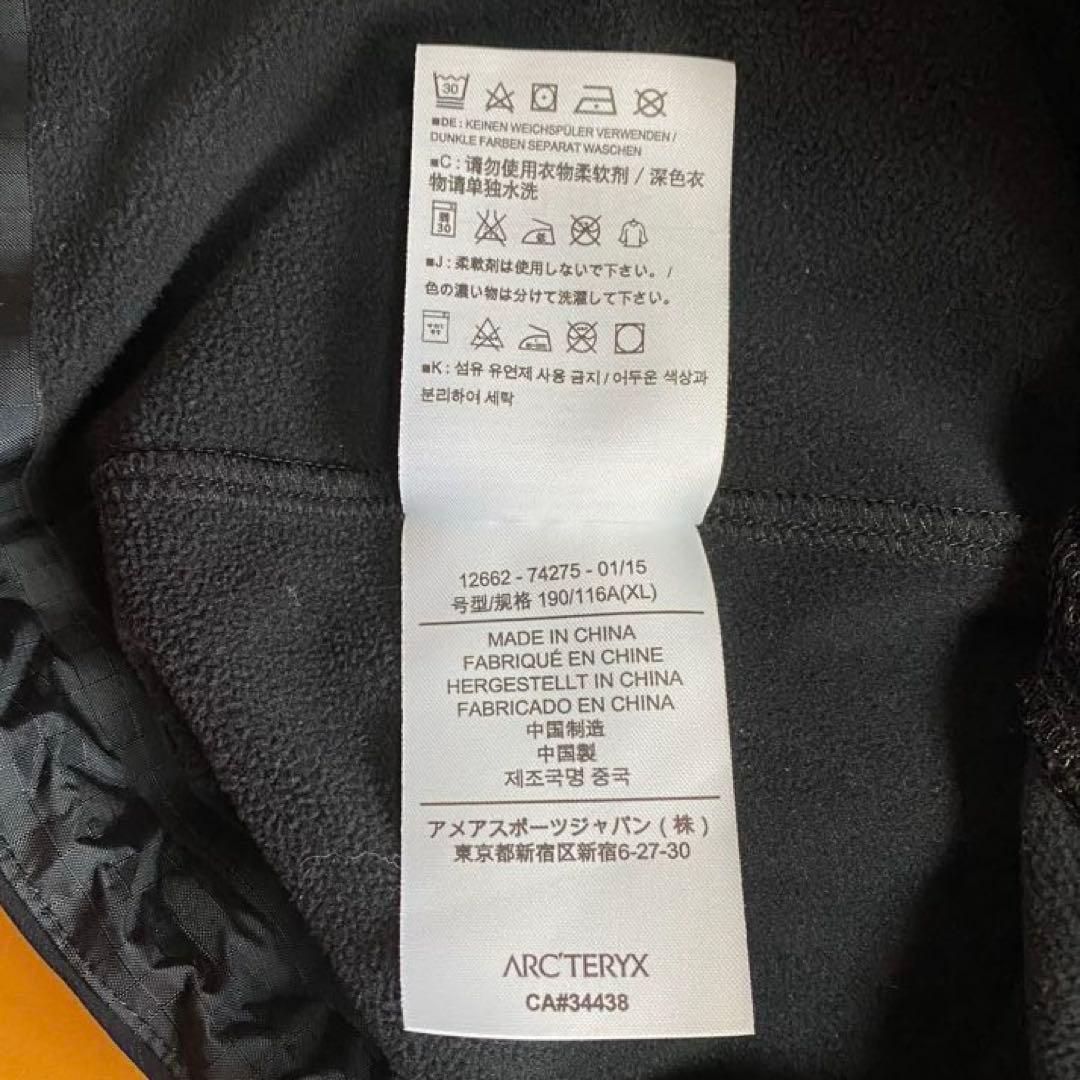 30
■DE : KEINEN WEICHSPÜLER VERWENDEN /
DUNKLE FARBEN SEPARAT WASCHEN
■C : 请勿使用衣物柔软剂 / 深色衣
物请单独水洗
弱
30
低
■J : 柔軟剤は使用しないで下さい。 /
色の濃い物は分けて洗濯して下さい。
■K : 섬유 유연제 사용 금지 / 어두운 색상과
분리하여 세탁
12662 - 74275 - 01/15
号型/规格 190/116A(XL)
MADE IN CHINA
FABRIQUÉ EN CHINE
HERGESTELLT IN CHINA
FABRICADO EN CHINA
中国制造
中国製
제조국명 중국
アメアスポーツジャパン ( 株 )
東京都新宿区新宿6-27-30
ARC'TERYX
CA#34438